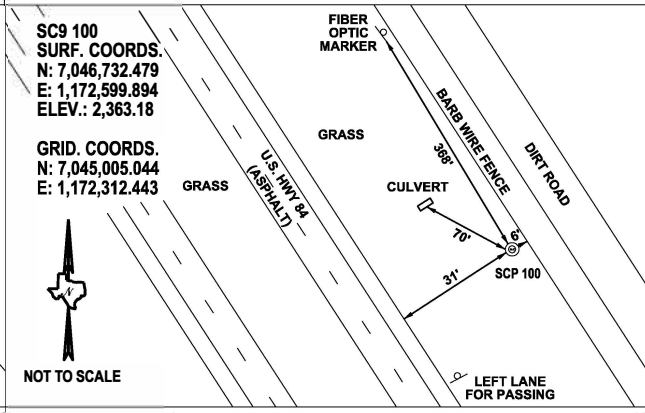 SC9 100
SURF. COORDS.
N: 7,046,732.479
E: 1,172,599.894
ELEV.: 2,363.18
GRID. COORDS.
N: 7,045,005.044
E: 1,172,312.443
N
NOT TO SCALE
GRASS
U.S. HWY 84
(ASPHALT)
GRASS
FIBER
OPTIC
MARKER
368'
BARB WIRE FENCE
DIRT ROAD
CULVERT
70'
6'
SCP 100
31'
LEFT LANE
FOR PASSING